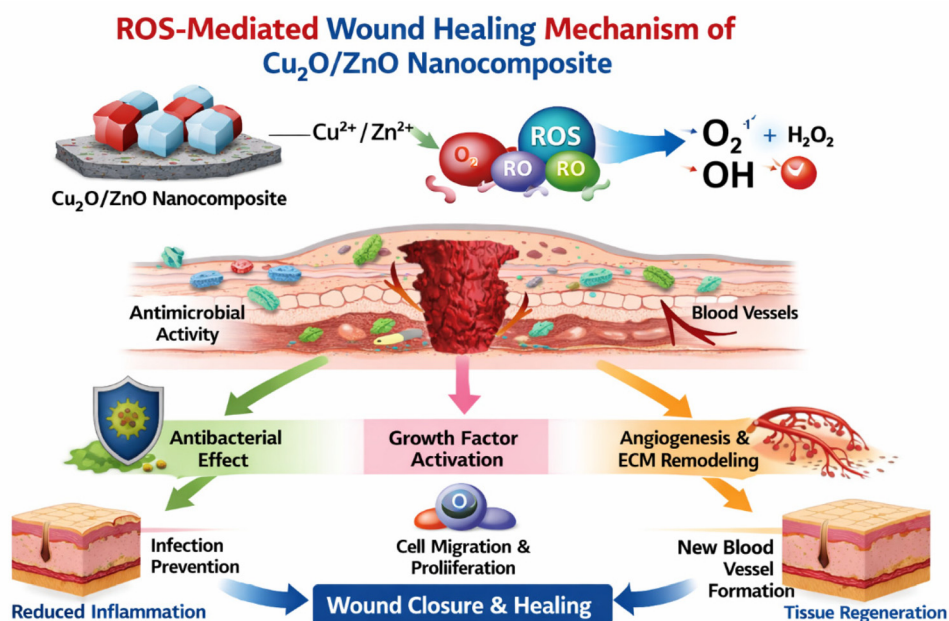 ROS-Mediated Wound Healing Mechanism of
Cu₂O/ZnO Nanocomposite
Cu²⁺/Zn²⁺
O₂
ROS
RO
RO
O₂⁻¹ + H₂O₂
OH
Cu₂O/ZnO Nanocomposite
Antimicrobial
Activity
Blood Vessels
Antibacterial
Effect
Growth Factor
Activation
Angiogenesis &
ECM Remodeling
Infection
Prevention
O
Cell Migration &
Proliiferation
New Blood
Vessel
Formation
Reduced Inflammation
Wound Closure & Healing
Tissue Regeneration